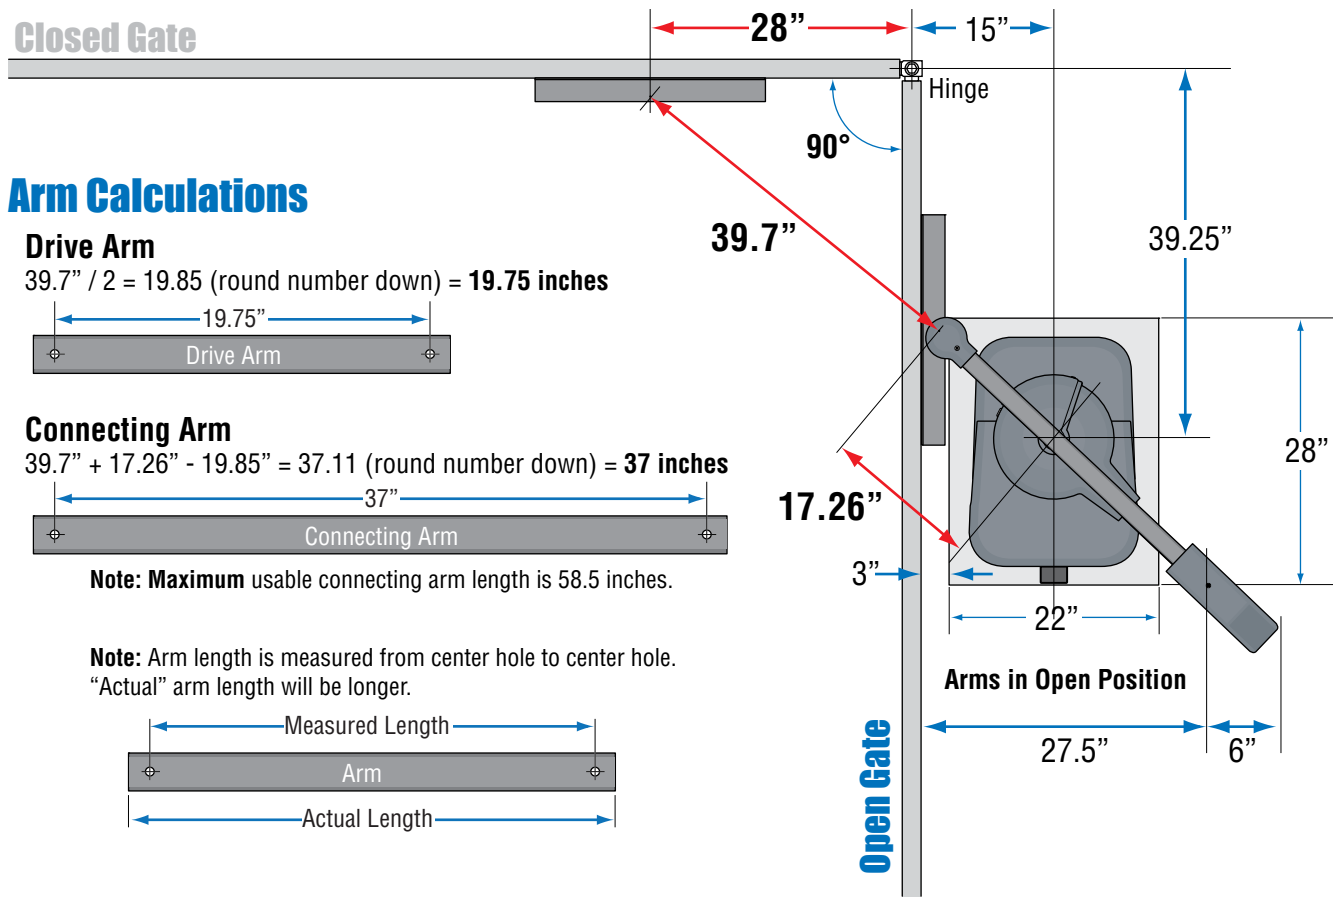 Closed Gate
28”
15”
Hinge
90°
Arm Calculations
39.7”
39.25”
Drive Arm
39.7” / 2 = 19.85 (round number down) = 19.75 inches
19.75”
Drive Arm
Connecting Arm
39.7” + 17.26” - 19.85” = 37.11 (round number down) = 37 inches
37”
Connecting Arm
28”
17.26”
Note: Maximum usable connecting arm length is 58.5 inches.
3”
22”
Note: Arm length is measured from center hole to center hole.
“Actual” arm length will be longer.
Arms in Open Position
Measured Length
Arm
Actual Length
Open Gate
27.5”
6”